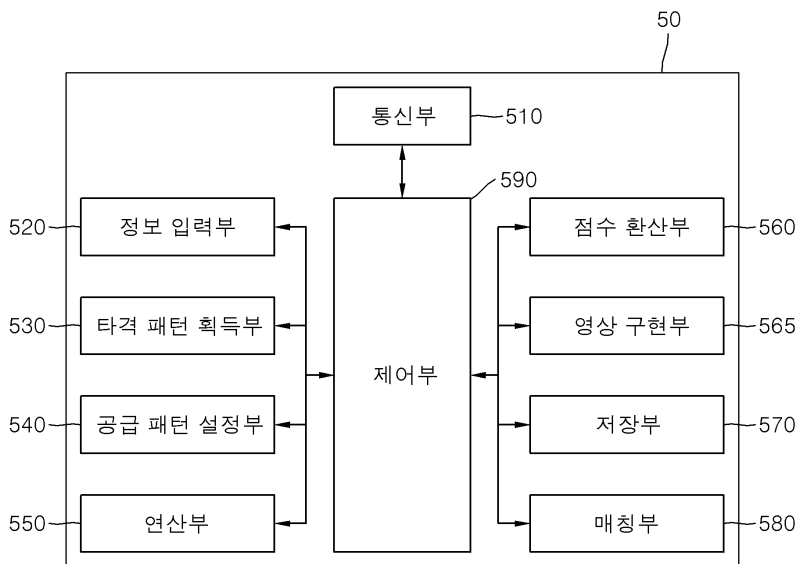 50
통신부
510
590
520
정보 입력부
점수 환산부
560
530
타격 패턴 획득부
영상 구현부
565
제어부
540
공급 패턴 설정부
저장부
570
550
연산부
매칭부
580